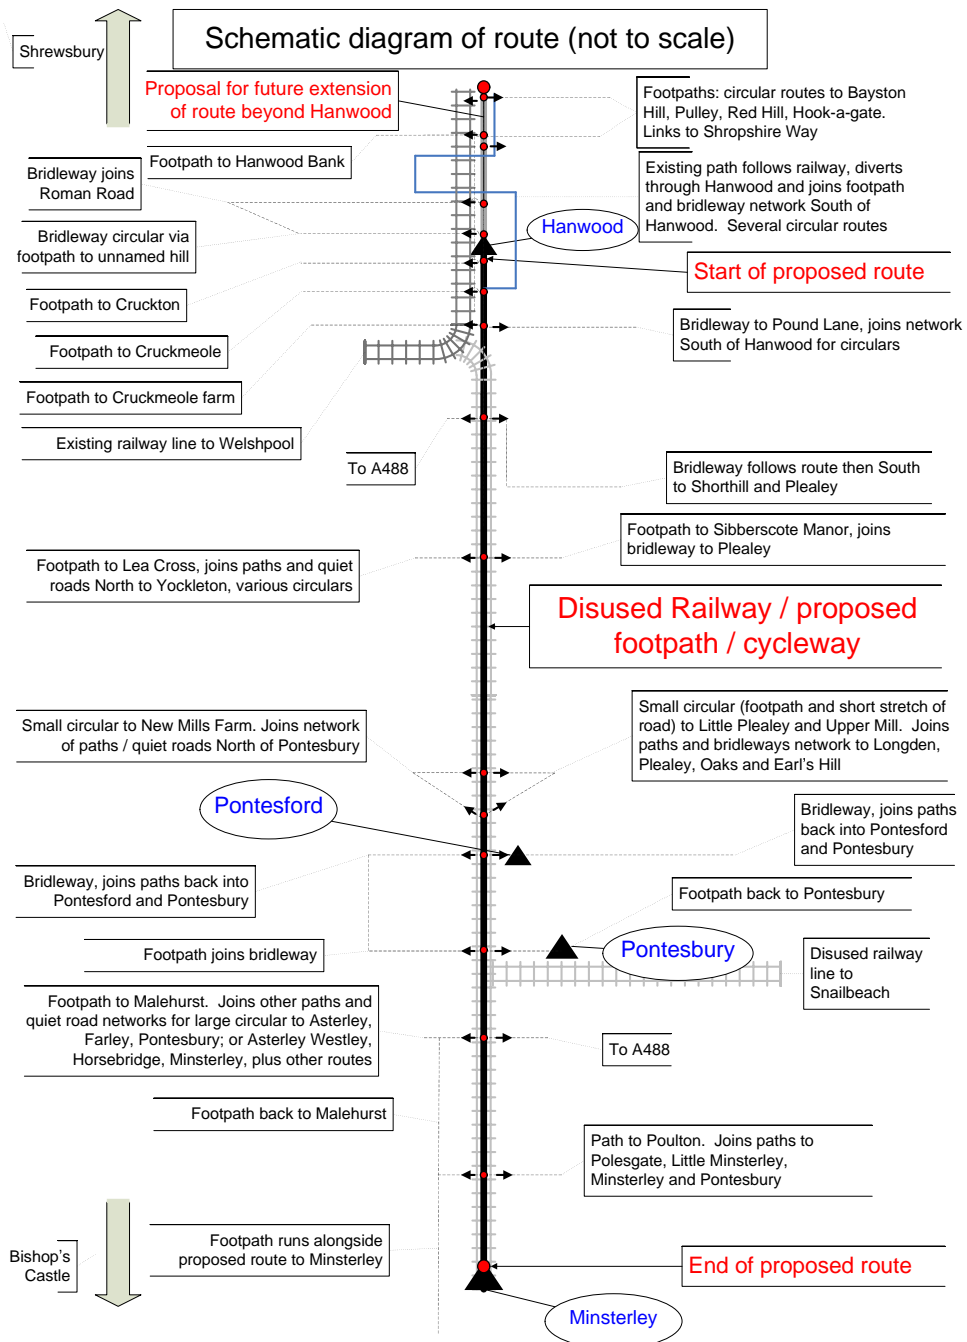 Schematic diagram of route (not to scale)
Shrewsbury
Proposal for future extension
of route beyond Hanwood
Footpaths: circular routes to Bayston
Hill, Pulley, Red Hill, Hook-a-gate.
Links to Shropshire Way
Footpath to Hanwood Bank
Bridleway joins
Roman Road
Existing path follows railway, diverts
through Hanwood and joins footpath
and bridleway network South of
Hanwood.  Several circular routes
Hanwood
Bridleway circular via
footpath to unnamed hill
Start of proposed route
Footpath to Cruckton
Footpath to Cruckmeole
Bridleway to Pound Lane, joins network
South of Hanwood for circulars
Footpath to Cruckmeole farm
Existing railway line to Welshpool
To A488
Bridleway follows route then South
to Shorthill and Plealey
Footpath to Sibberscote Manor, joins
bridleway to Plealey
Footpath to Lea Cross, joins paths and quiet
roads North to Yockleton, various circulars
Disused Railway / proposed
footpath / cycleway
Small circular to New Mills Farm. Joins network
of paths / quiet roads North of Pontesbury
Small circular (footpath and short stretch of
road) to Little Plealey and Upper Mill.  Joins
paths and bridleways network to Longden,
Plealey, Oaks and Earl's Hill
Pontesford
Bridleway, joins paths
back into Pontesford
and Pontesbury
Bridleway, joins paths back into
Pontesford and Pontesbury
Footpath back to Pontesbury
Footpath joins bridleway
Pontesbury
Disused railway
line to
Snailbeach
Footpath to Malehurst.  Joins other paths and
quiet road networks for large circular to Asterley,
Farley, Pontesbury; or Asterley Westley,
Horsebridge, Minsterley, plus other routes
To A488
Footpath back to Malehurst
Path to Poulton.  Joins paths to
Polesgate, Little Minsterley,
Minsterley and Pontesbury
Bishop's
Castle
Footpath runs alongside
proposed route to Minsterley
End of proposed route
Minsterley